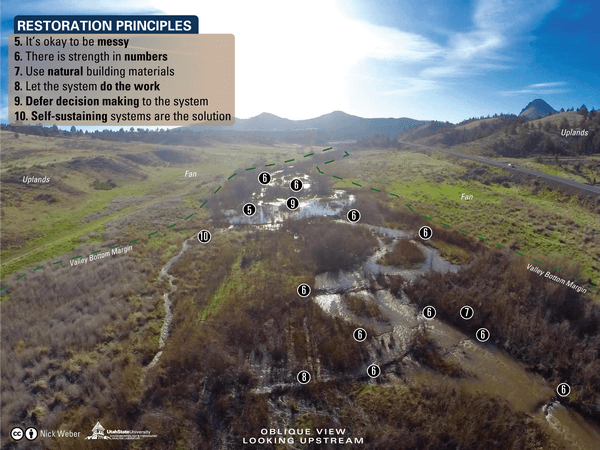 RESTORATION PRINCIPLES
5. It's okay to be messy
6. There is strength in numbers
7. Use natural building materials
8. Let the system do the work
9. Defer decision making to the system
10. Self-sustaining systems are the solution
Uplands
Uplands
Fan
Fan
6
6
5
9
6
10
6
Valley Bottom Margin
Valley Bottom Margin
6
6
7
6
6
8
6
6
cc Nick Weber
UtahStateUniversity
OBLIQUE VIEW
LOOKING UPSTREAM